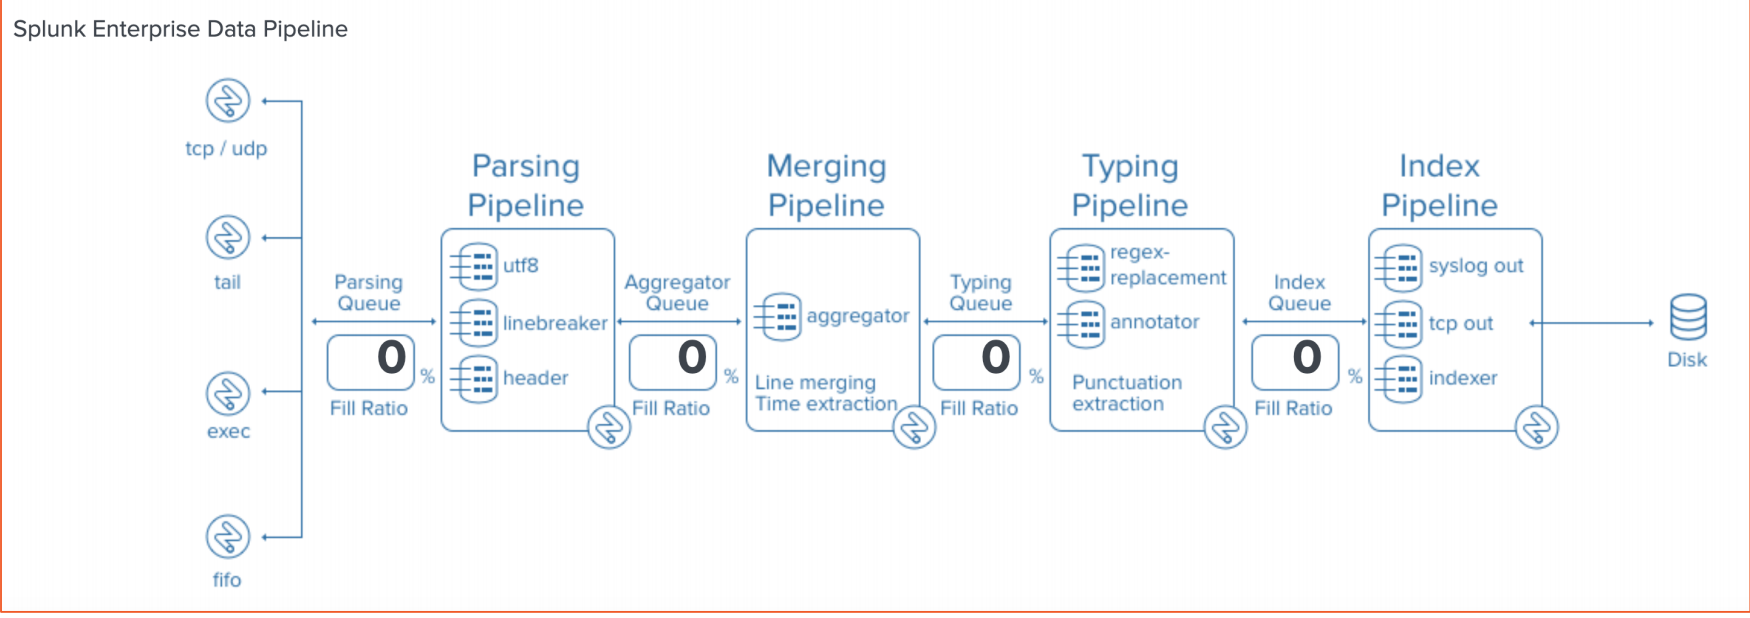 Splunk Enterprise Data Pipeline
tcp / udp
tail
exec
fifo
Parsing
Queue
0 %
Fill Ratio
Parsing
Pipeline
utf8
linebreaker
header
Aggregator
Queue
0 %
Fill Ratio
Merging
Pipeline
aggregator
Line merging
Time extraction
Typing
Queue
0 %
Fill Ratio
Typing
Pipeline
regex-
replacement
annotator
Punctuation
extraction
Index
Queue
0 %
Fill Ratio
Index
Pipeline
syslog out
tcp out
indexer
Disk